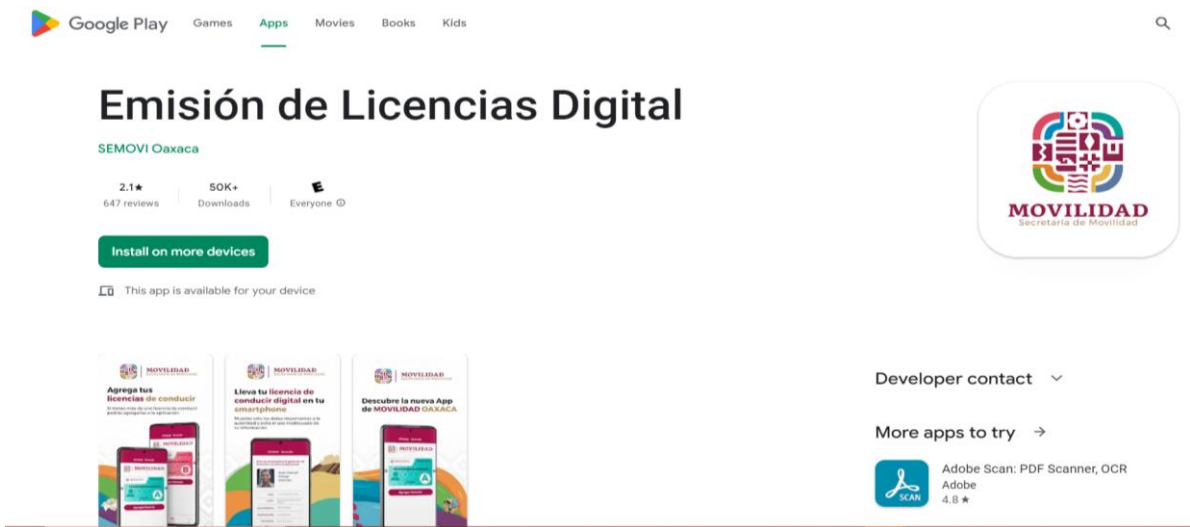 Google Play Games Apps Movies Books Kids
Emisión de Licencias Digital
SEMOVI Oaxaca
2.1★ 50K+ E
647 reviews Downloads Everyone
Install on more devices
This app is available for your device
MOVILIDAD
Secretaría de Movilidad
MOVILIDAD
Agrega tus
licencias de conducir
MOVILIDAD
Lleva tu licencia de
conducir digital en tu
smartphone
MOVILIDAD
Descubre la nueva App
de MOVILIDAD OAXACA
Developer contact
More apps to try →
Adobe Scan: PDF Scanner, OCR
Adobe
4.8 ★
SCAN